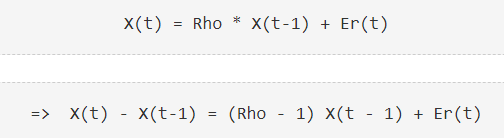 X(t) = Rho * X(t-1) + Er(t)
=> X(t) - X(t-1) = (Rho - 1) X(t - 1) + Er(t)